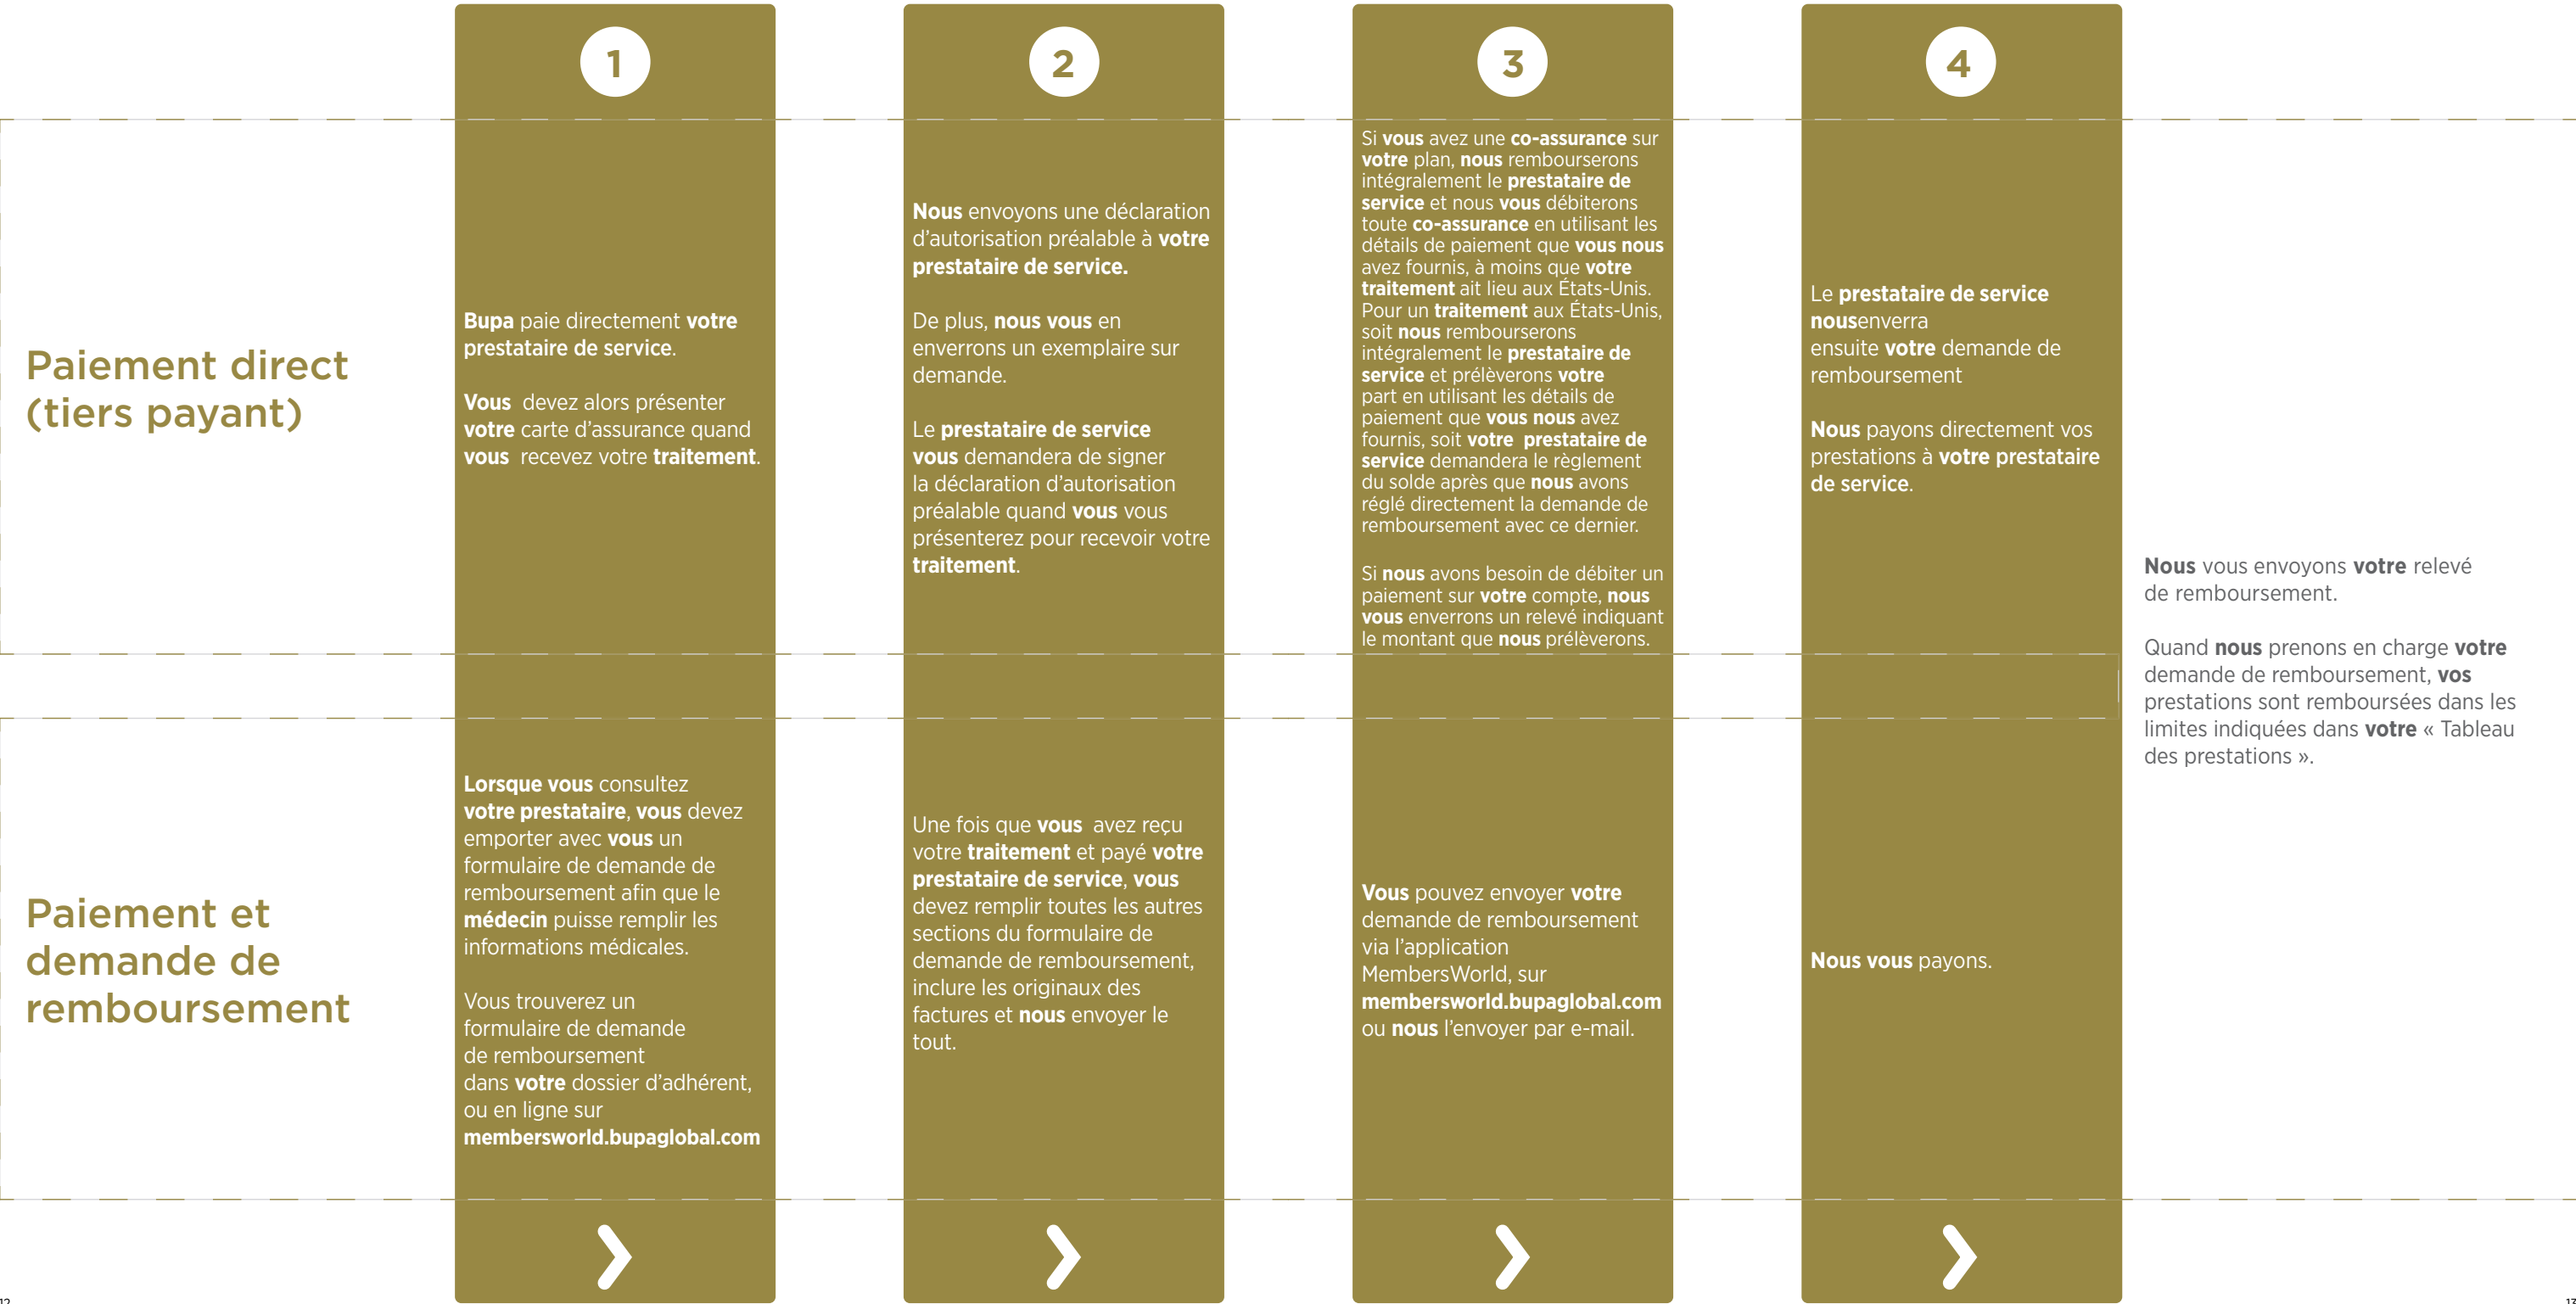 1
2
3
4
Paiement direct
(tiers payant)
Bupa paie directement votre
prestataire de service.
Vous devez alors présenter
votre carte d'assurance quand
vous recevez votre traitement.
Nous envoyons une déclaration
d'autorisation préalable à votre
prestataire de service.
De plus, nous vous en
enverrons un exemplaire sur
demande.
Le prestataire de service
vous demandera de signer
la déclaration d'autorisation
préalable quand vous vous
présenterez pour recevoir votre
traitement.
Si vous avez une co-assurance sur
votre plan, nous rembourserons
intégralement le prestataire de
service et nous vous débiterons
toute co-assurance en utilisant les
détails de paiement que vous nous
avez fournis, à moins que votre
traitement ait lieu aux États-Unis.
Pour un traitement aux États-Unis,
soit nous rembourserons
intégralement le prestataire de
service et prélèverons votre
part en utilisant les détails de
paiement que vous nous avez
fournis, soit votre prestataire de
service demandera le règlement
du solde après que nous avons
réglé directement la demande de
remboursement avec ce dernier.
Si nous avons besoin de débiter un
paiement sur votre compte, nous
vous enverrons un relevé indiquant
le montant que nous prélèverons.
Le prestataire de service
nousenverra
ensuite votre demande de
remboursement
Nous payons directement vos
prestations à votre prestataire
de service.
Paiement et
demande de
remboursement
Lorsque vous consultez
votre prestataire, vous devez
emporter avec vous un
formulaire de demande de
remboursement afin que le
médecin puisse remplir les
informations médicales.
Vous trouverez un
formulaire de demande
de remboursement
dans votre dossier d'adhérent,
ou en ligne sur
membersworld.bupaglobal.com
Une fois que vous avez reçu
votre traitement et payé votre
prestataire de service, vous
devez remplir toutes les autres
sections du formulaire de
demande de remboursement,
inclure les originaux des
factures et nous envoyer le
tout.
Vous pouvez envoyer votre
demande de remboursement
via l'application
MembersWorld, sur
membersworld.bupaglobal.com
ou nous l'envoyer par e-mail.
Nous vous payons.
Nous vous envoyons votre relevé
de remboursement.
Quand nous prenons en charge votre
demande de remboursement, vos
prestations sont remboursées dans les
limites indiquées dans votre « Tableau
des prestations ».
12
13